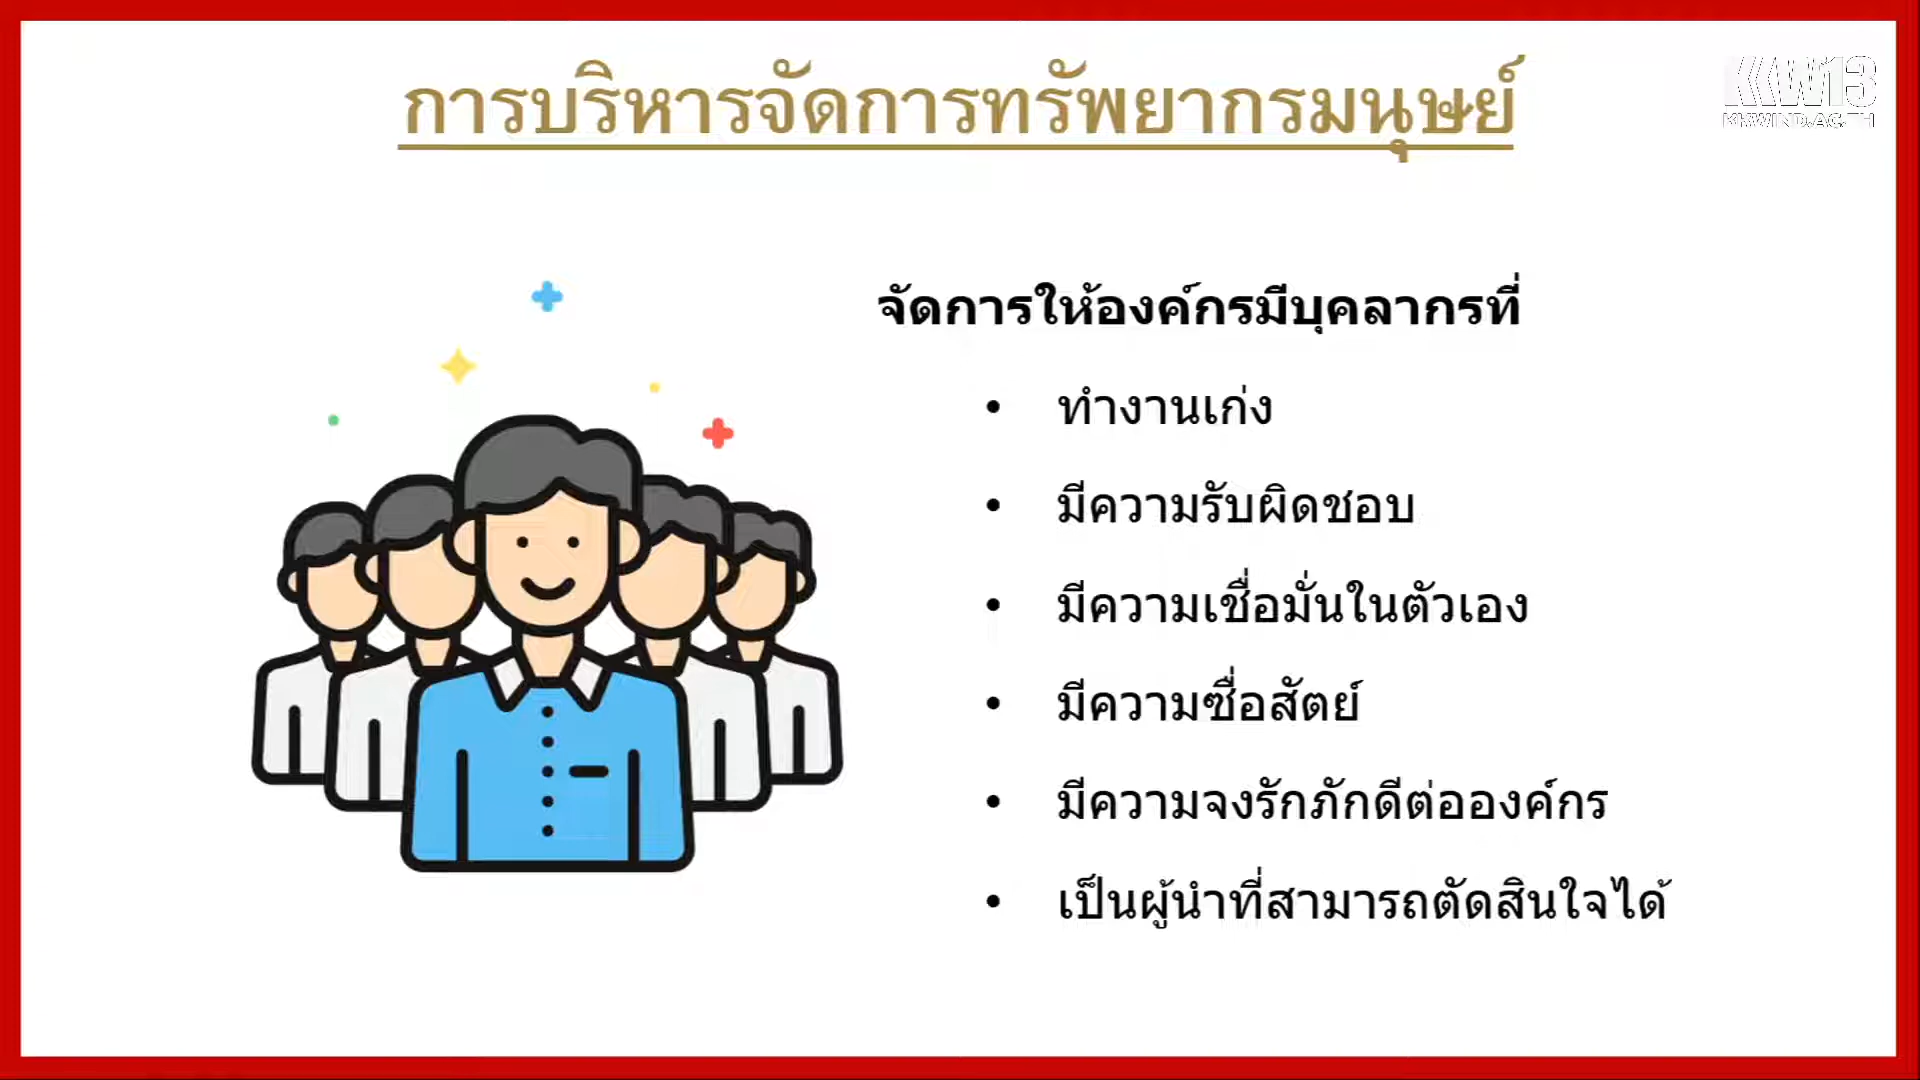 การบริหารจัดการทรัพยากรมนุษย์
KKW13
KKWIND.AC.TH
จัดการให้องค์กรมีบุคลากรที่
• ทำงานเก่ง
• มีความรับผิดชอบ
• มีความเชื่อมั่นในตัวเอง
• มีความซื่อสัตย์
• มีความจงรักภักดีต่อองค์กร
• เป็นผู้นำที่สามารถตัดสินใจได้